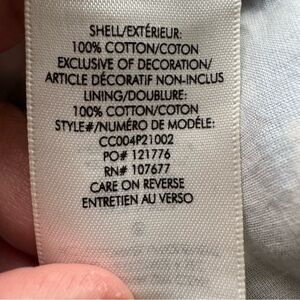 SHELL/EXTÉRIEUR:
100% COTTON/COTON
EXCLUSIVE OF DECORATION/
ARTICLE DÉCORATIF NON-INCLUS
LINING/DOUBLURE:
100% COTTON/COTON
STYLE#/NUMÉRO DE MODÉLE:
CC004P21002
PO# 121776
RN# 107677
CARE ON REVERSE
ENTRETIEN AU VERSO